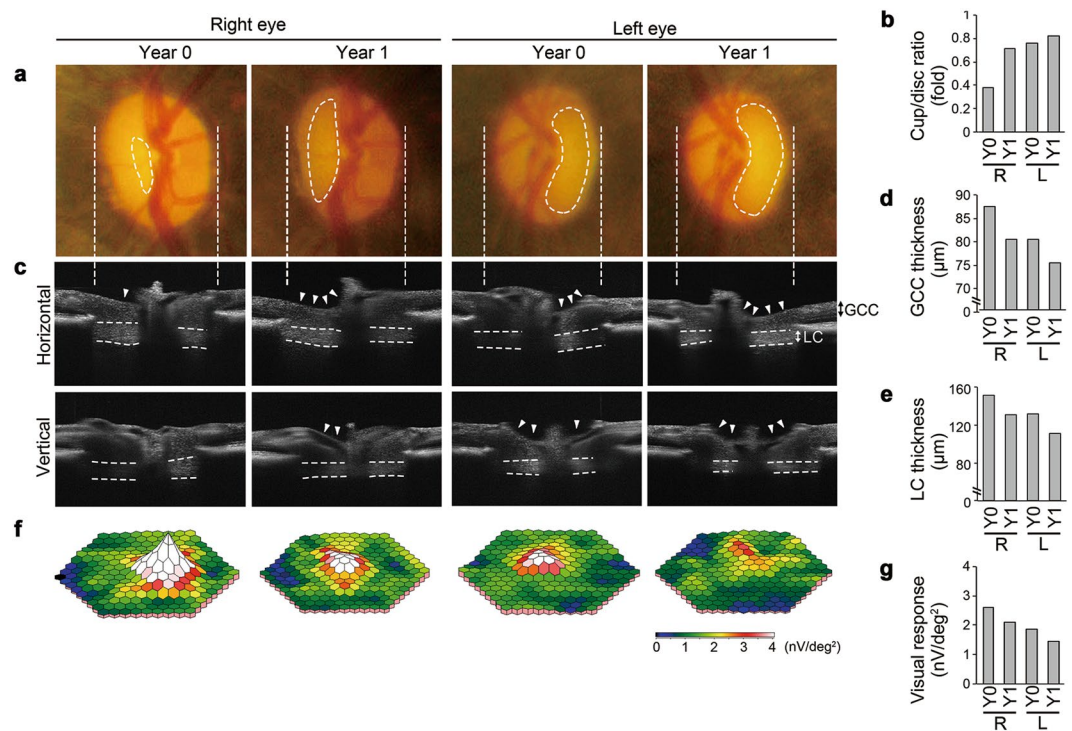 Right eye
Left eye
Year 0
Year 1
Year 0
Year 1
a
c
Horizontal
GCC
LC
Vertical
f
0 1 2 3 4 (nV/deg²)
b
Cup/disc ratio
(fold)
1
0.8
0.6
0.4
0.2
0
Y0 Y1 Y0 Y1
R L
d
GCC thickness
(µm)
90
85
80
75
70
0
Y0 Y1 Y0 Y1
R L
e
LC thickness
(µm)
160
120
80
0
Y0 Y1 Y0 Y1
R L
g
Visual response
(nV/deg²)
4
3
2
1
0
Y0 Y1 Y0 Y1
R L